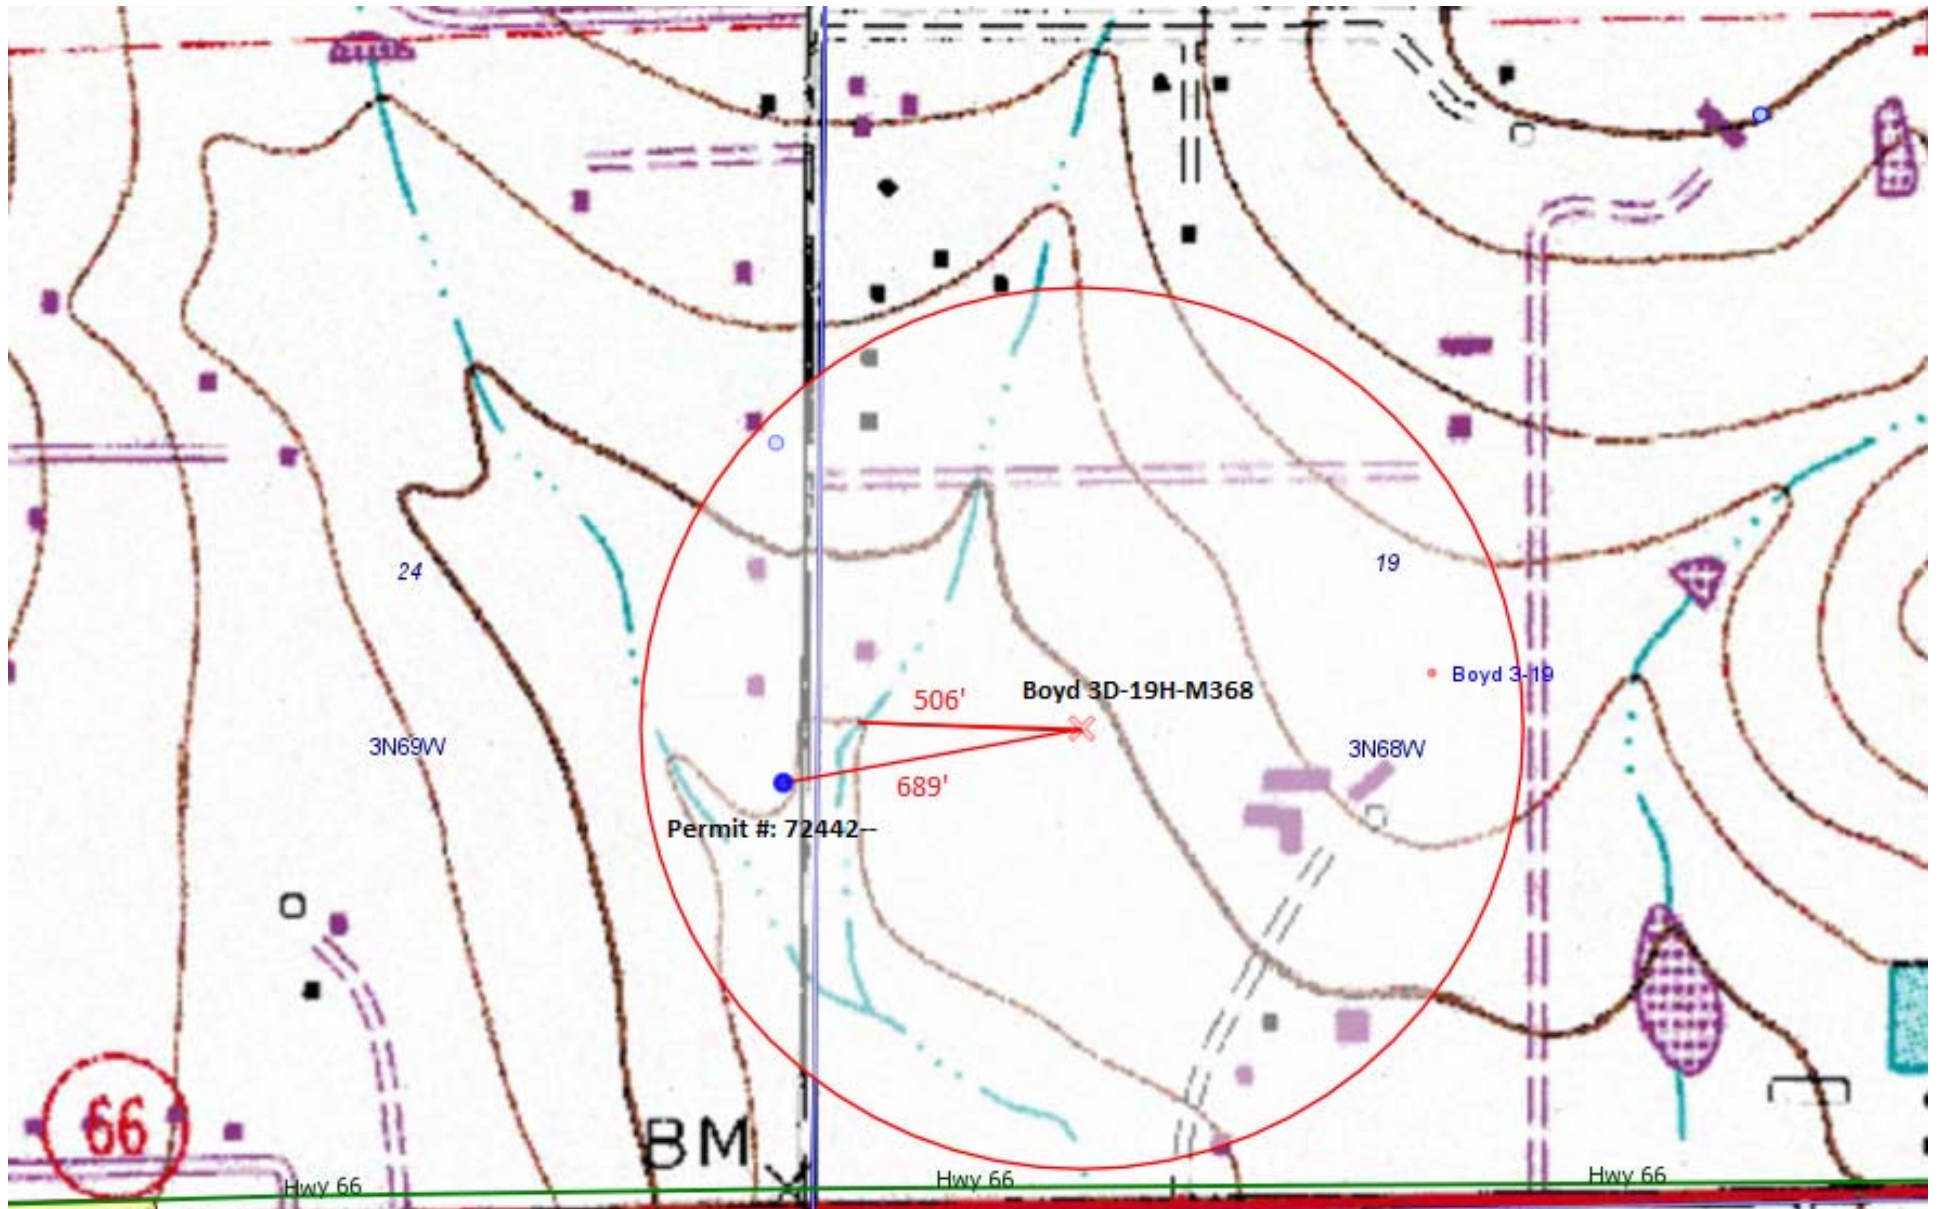 24
19
Boyd 3-19
Boyd 3D-19H-M368
506'
3N69W
3N68W
689'
Permit #: 72442--
66
BM
Hwy 66
Hwy 66
Hwy 66